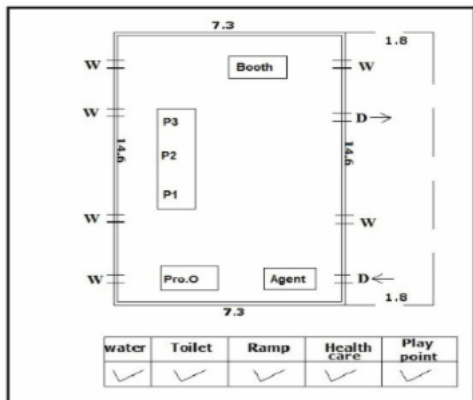 7.3
1.8
W Booth W
W P3 D
14.6 P2 14.6
P1
W W
W Pro.O Agent D
7.3 1.8
water Toilet Ramp Health care Play point